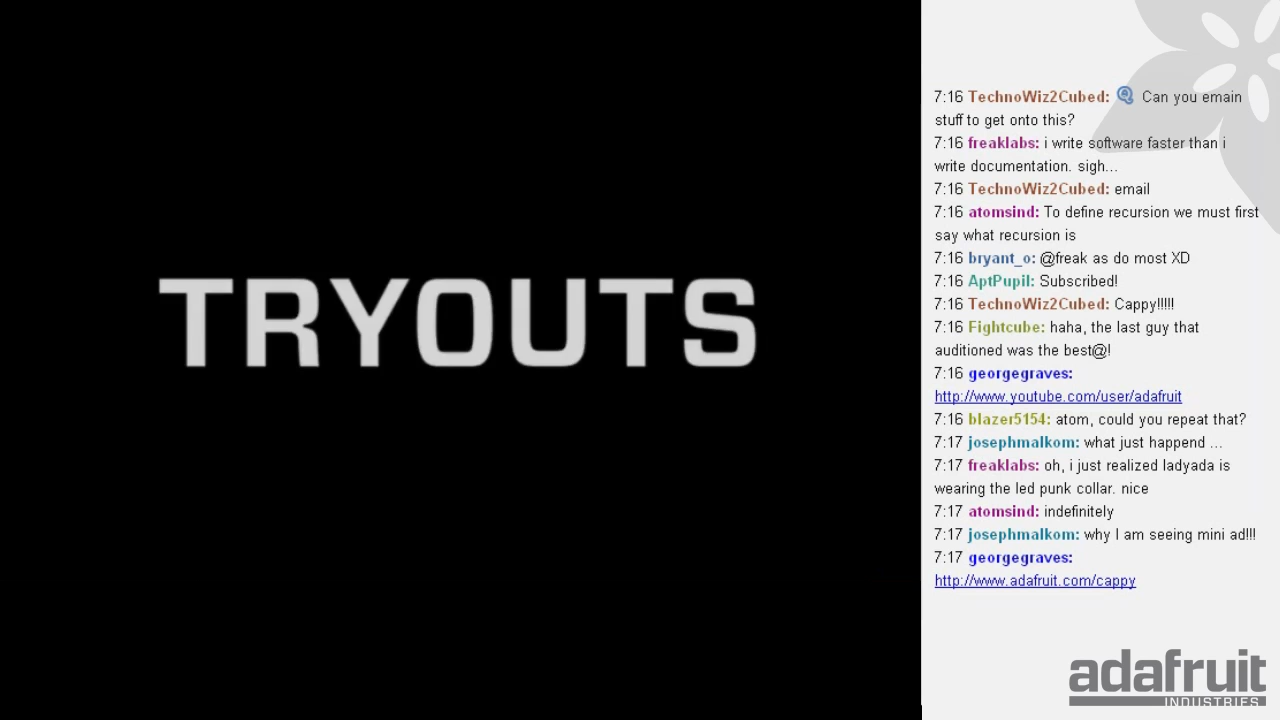 TRYOUTS
7:16 TechnoWiz2Cubed: Can you emain
stuff to get onto this?
7:16 freaklabs: i write software faster than i
write documentation. sigh...
7:16 TechnoWiz2Cubed: email
7:16 atomsind: To define recursion we must first
say what recursion is
7:16 bryant_o: @freak as do most XD
7:16 AptPupil: Subscribed!
7:16 TechnoWiz2Cubed: Cappy!!!!!
7:16 Fightcube: haha, the last guy that
auditioned was the best@!
7:16 georgegraves:
http://www.youtube.com/user/adafruit
7:16 blazer5154: atom, could you repeat that?
7:17 josephmalkom: what just happend ...
7:17 freaklabs: oh, i just realized ladyada is
wearing the led punk collar. nice
7:17 atomsind: indefinitely
7:17 josephmalkom: why I am seeing mini ad!!!
7:17 georgegraves:
http://www.adafruit.com/cappy
adafruit
INDUSTRIES